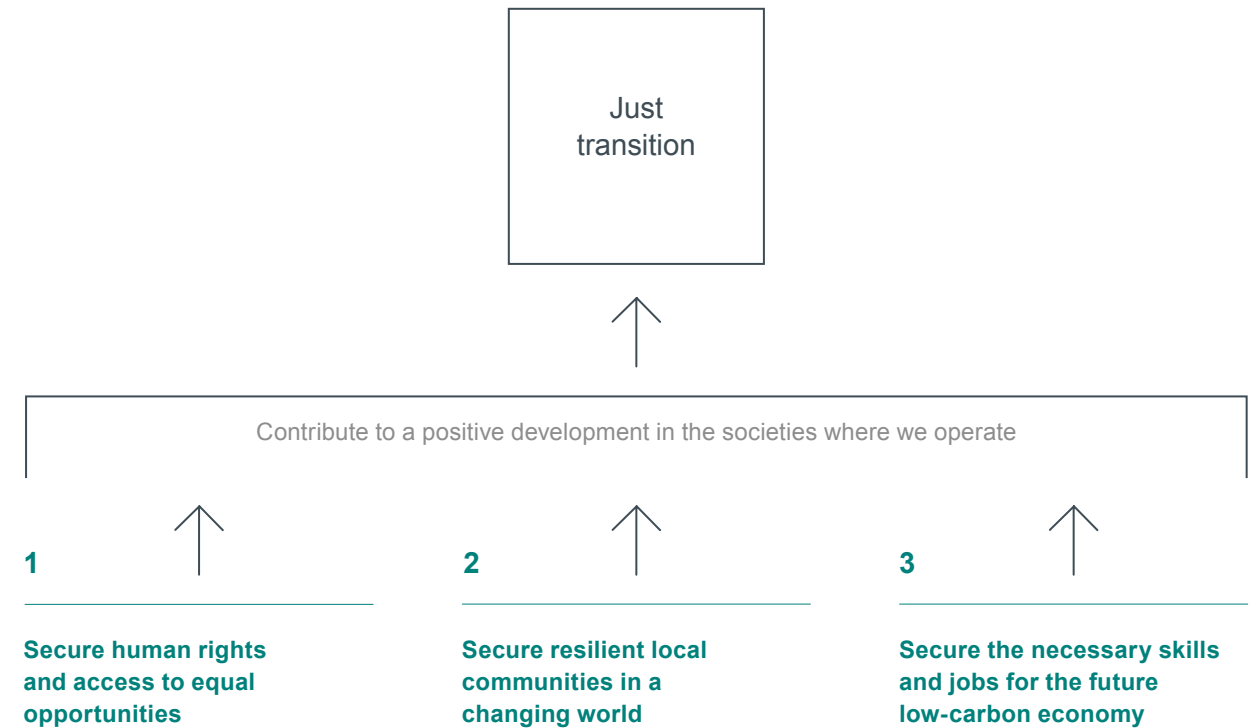 Just
transition
Contribute to a positive development in the societies where we operate
1
Secure human rights
and access to equal
opportunities
2
Secure resilient local
communities in a
changing world
3
Secure the necessary skills
and jobs for the future
low-carbon economy